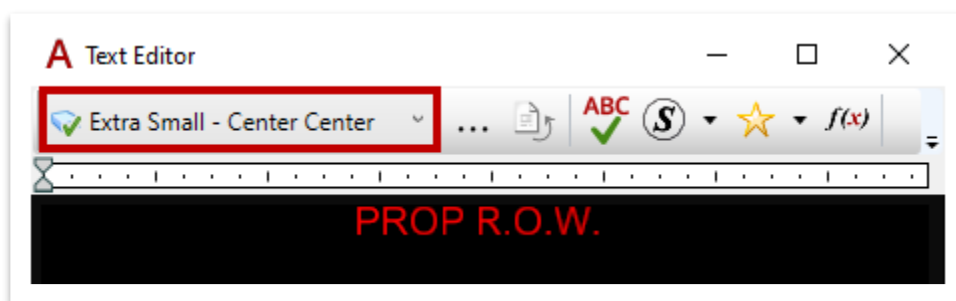 A Text Editor
Extra Small - Center Center ... ABC S f(x)
PROP R.O.W.